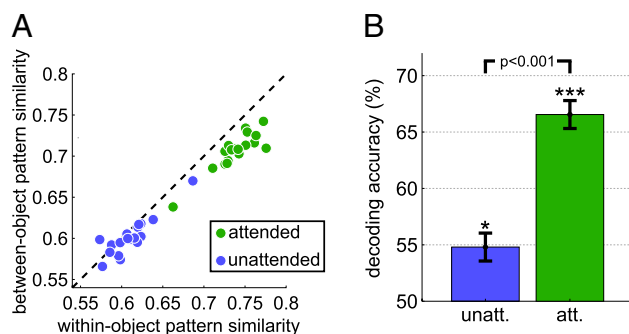 A
0.8
0.75
0.7
0.65
0.6
0.55
between-object pattern similarity
attended
unattended
0.55 0.6 0.65 0.7 0.75 0.8
within-object pattern similarity
B
70
65
60
55
50
decoding accuracy (%)
p<0.001
***
*
unatt. att.